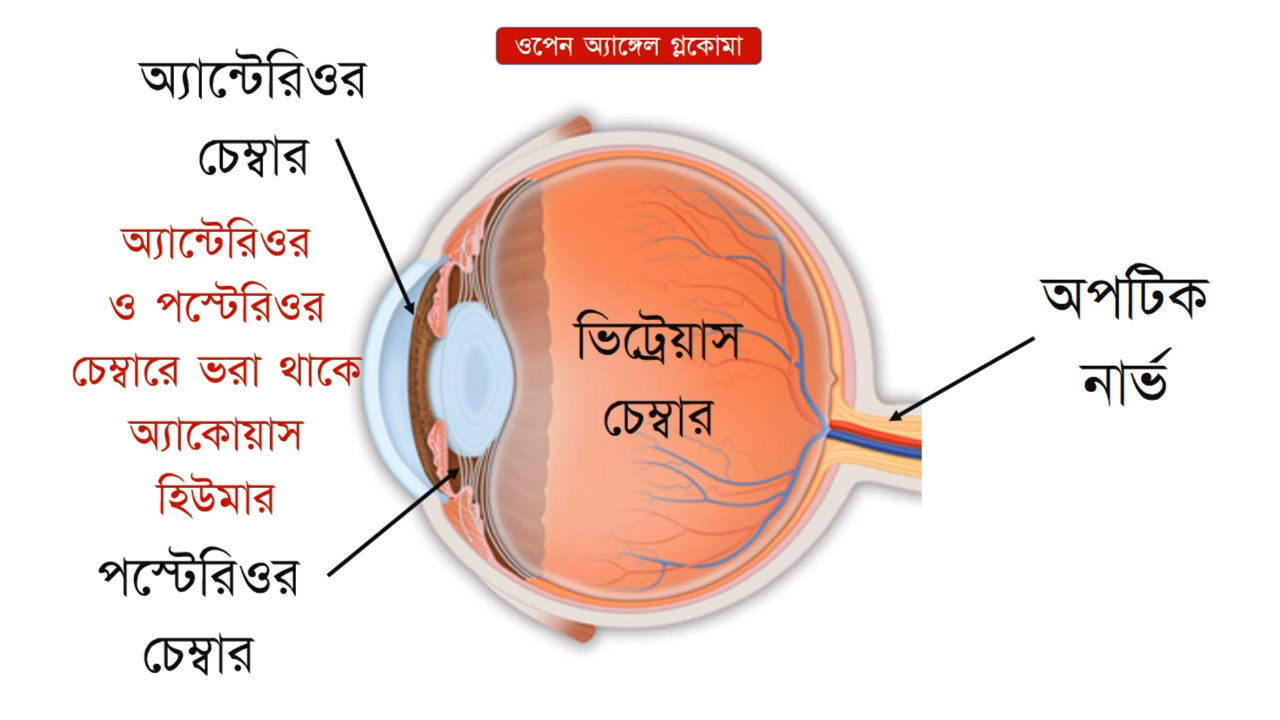 ওপেন অ্যাঙ্গেল গ্লকোমা
অ্যান্টেরিওর
চেম্বার
অ্যান্টেরিওর
ও পস্টেরিওর
চেম্বারে ভরা থাকে
অ্যাকোয়াস
হিউমার
পস্টেরিওর
চেম্বার
ভিট্রেয়াস
চেম্বার
অপটিক
নার্ভ